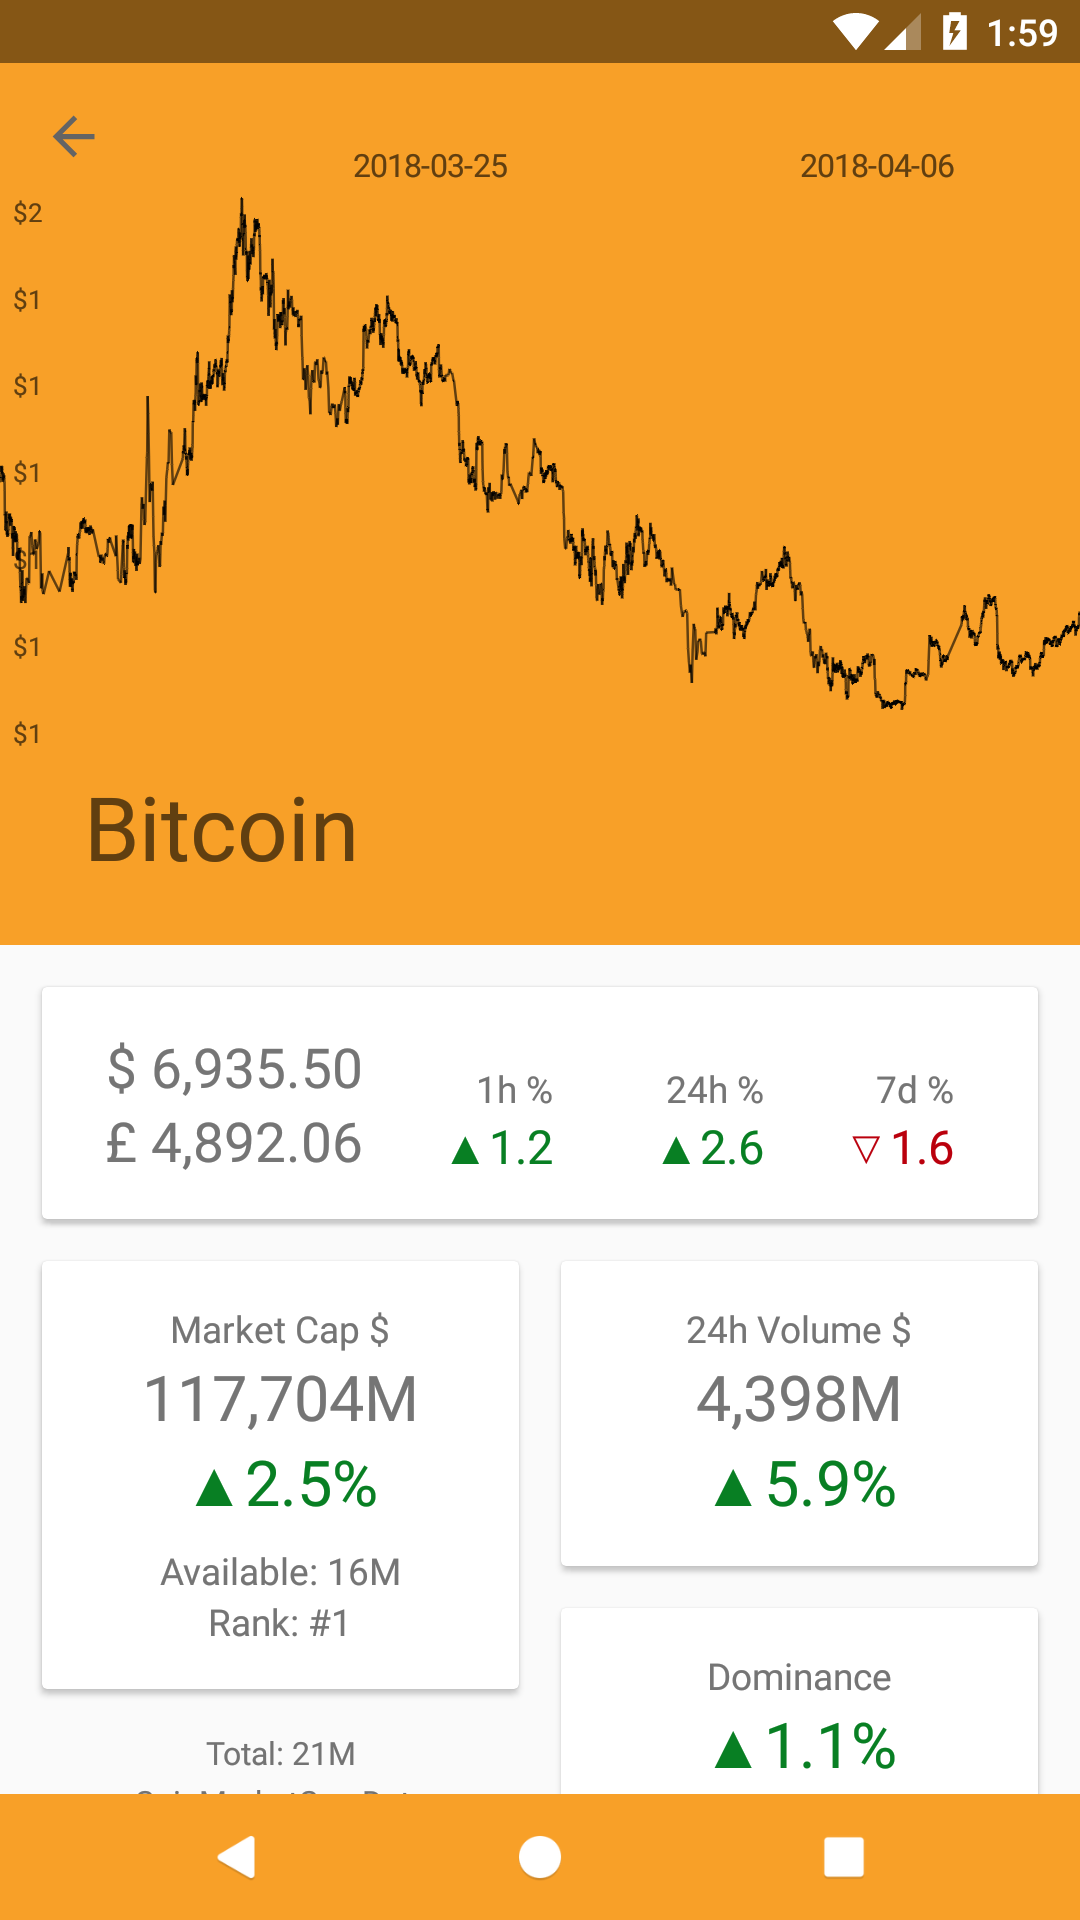 1:59
2018-03-25 2018-04-06
$2
$1
$1
$1
$1
$1
$1
Bitcoin
$ 6,935.50
£ 4,892.06
1h % 24h % 7d %
▲1.2 ▲2.6 ▽1.6
Market Cap $
117,704M
▲2.5%
Available: 16M
Rank: #1
Total: 21M
24h Volume $
4,398M
▲5.9%
Dominance
▲1.1%